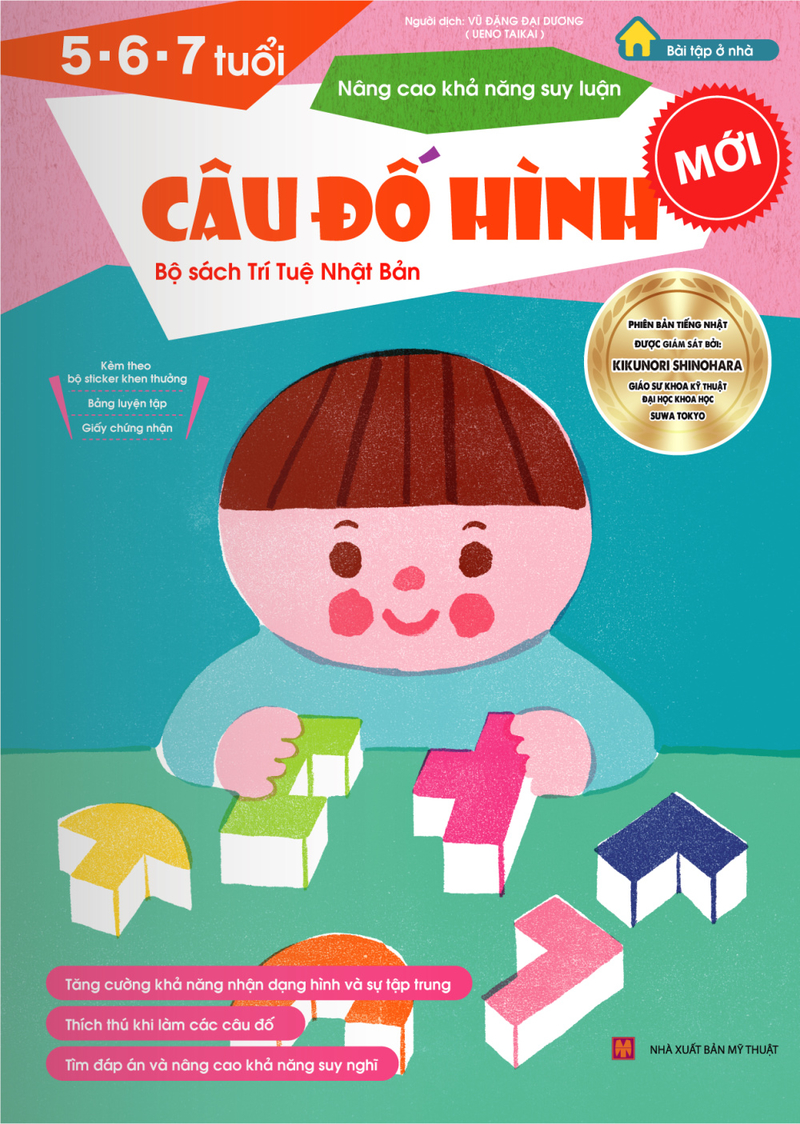 5·6·7 tuổi
Người dịch: VŨ ĐẶNG ĐẠI DƯƠNG
( UENO TAIKAI )
Bài tập ở nhà
Nâng cao khả năng suy luận
MỚI
CÂU ĐỐ HÌNH
Bộ sách Trí Tuệ Nhật Bản
PHIÊN BẢN TIẾNG NHẬT
ĐƯỢC GIÁM SÁT BỞI:
KIKUNORI SHINOHARA
GIÁO SƯ KHOA KỸ THUẬT
ĐẠI HỌC KHOA HỌC
SUWA TOKYO
Kèm theo
bộ sticker khen thưởng
Bảng luyện tập
Giấy chứng nhận
Tăng cường khả năng nhận dạng hình và sự tập trung
Thích thú khi làm các câu đố
Tìm đáp án và nâng cao khả năng suy nghĩ
NHÀ XUẤT BẢN MỸ THUẬT